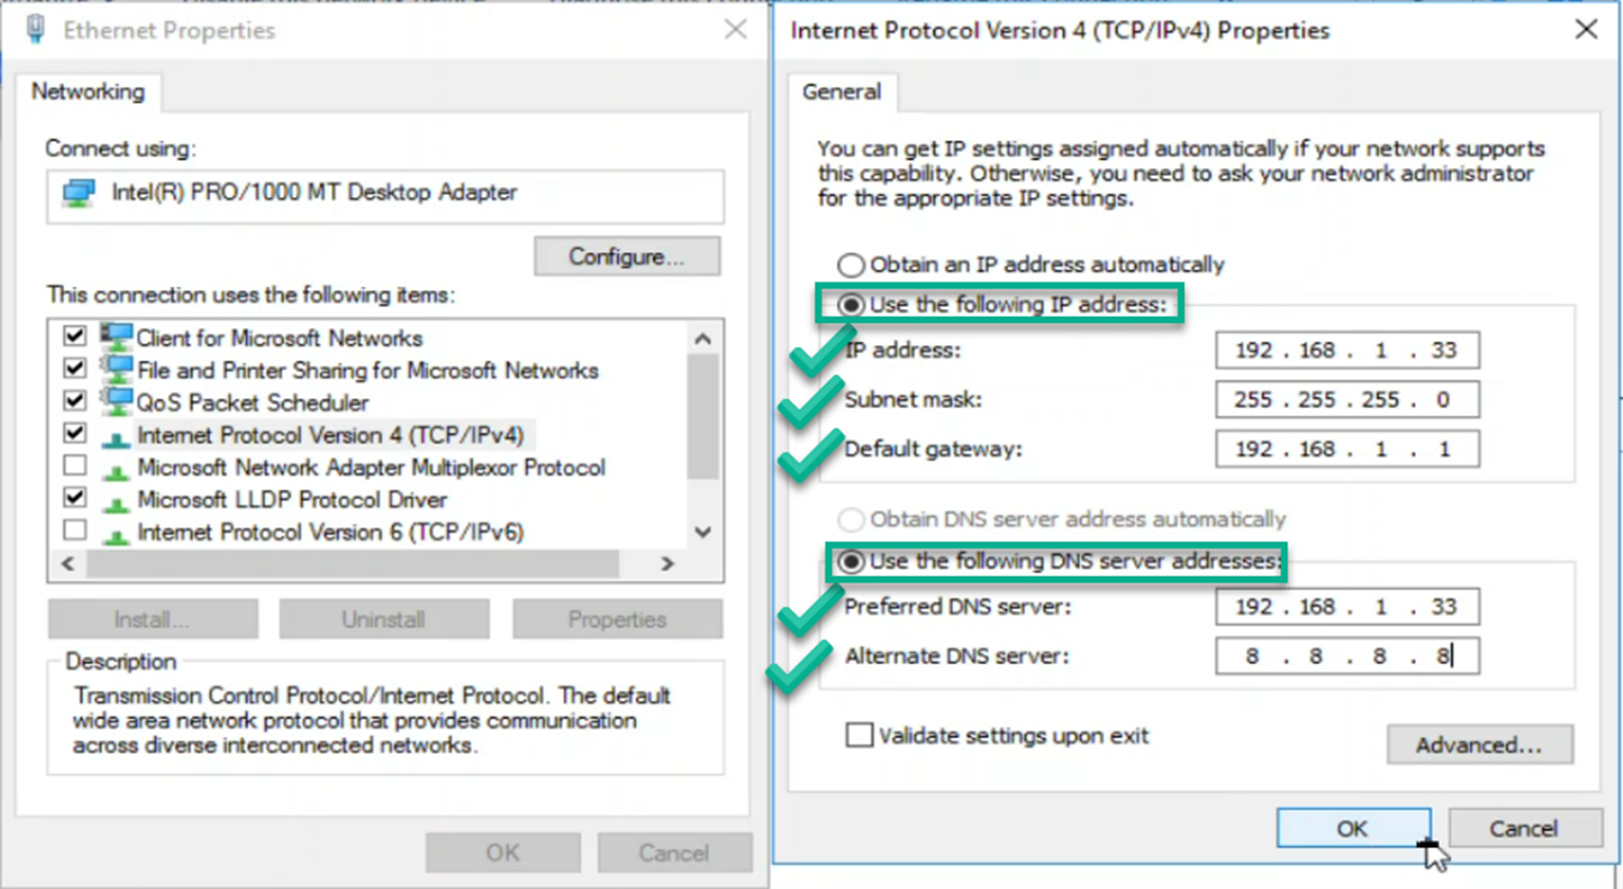 Ethernet Properties
Networking
Connect using:
Intel(R) PRO/1000 MT Desktop Adapter
Configure...
This connection uses the following items:
Client for Microsoft Networks
File and Printer Sharing for Microsoft Networks
QoS Packet Scheduler
Internet Protocol Version 4 (TCP/IPv4)
Microsoft Network Adapter Multiplexor Protocol
Microsoft LLDP Protocol Driver
Internet Protocol Version 6 (TCP/IPv6)
Install...
Uninstall
Properties
Description
Transmission Control Protocol/Internet Protocol. The default
wide area network protocol that provides communication
across diverse interconnected networks.
OK
Cancel
Internet Protocol Version 4 (TCP/IPv4) Properties
General
You can get IP settings assigned automatically if your network supports
this capability. Otherwise, you need to ask your network administrator
for the appropriate IP settings.
Obtain an IP address automatically
Use the following IP address:
IP address: 192 . 168 . 1 . 33
Subnet mask: 255 . 255 . 255 . 0
Default gateway: 192 . 168 . 1 . 1
Obtain DNS server address automatically
Use the following DNS server addresses:
Preferred DNS server: 192 . 168 . 1 . 33
Alternate DNS server: 8 . 8 . 8 . 8
Validate settings upon exit
Advanced...
OK
Cancel